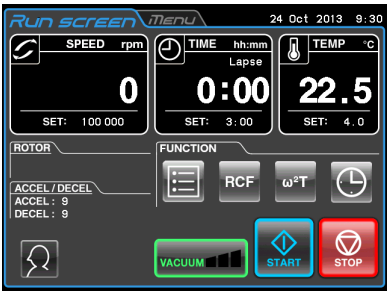 Run screen MENU 24 Oct 2013 9:30
SPEED rpm
0
SET: 100 000
TIME hh:mm
Lapse
0:00
SET: 3:00
TEMP °C
22.5
SET: 4.0
ROTOR
ACCEL / DECEL
ACCEL: 9
DECEL: 9
FUNCTION
RCF
ω²T
VACUUM
START
STOP